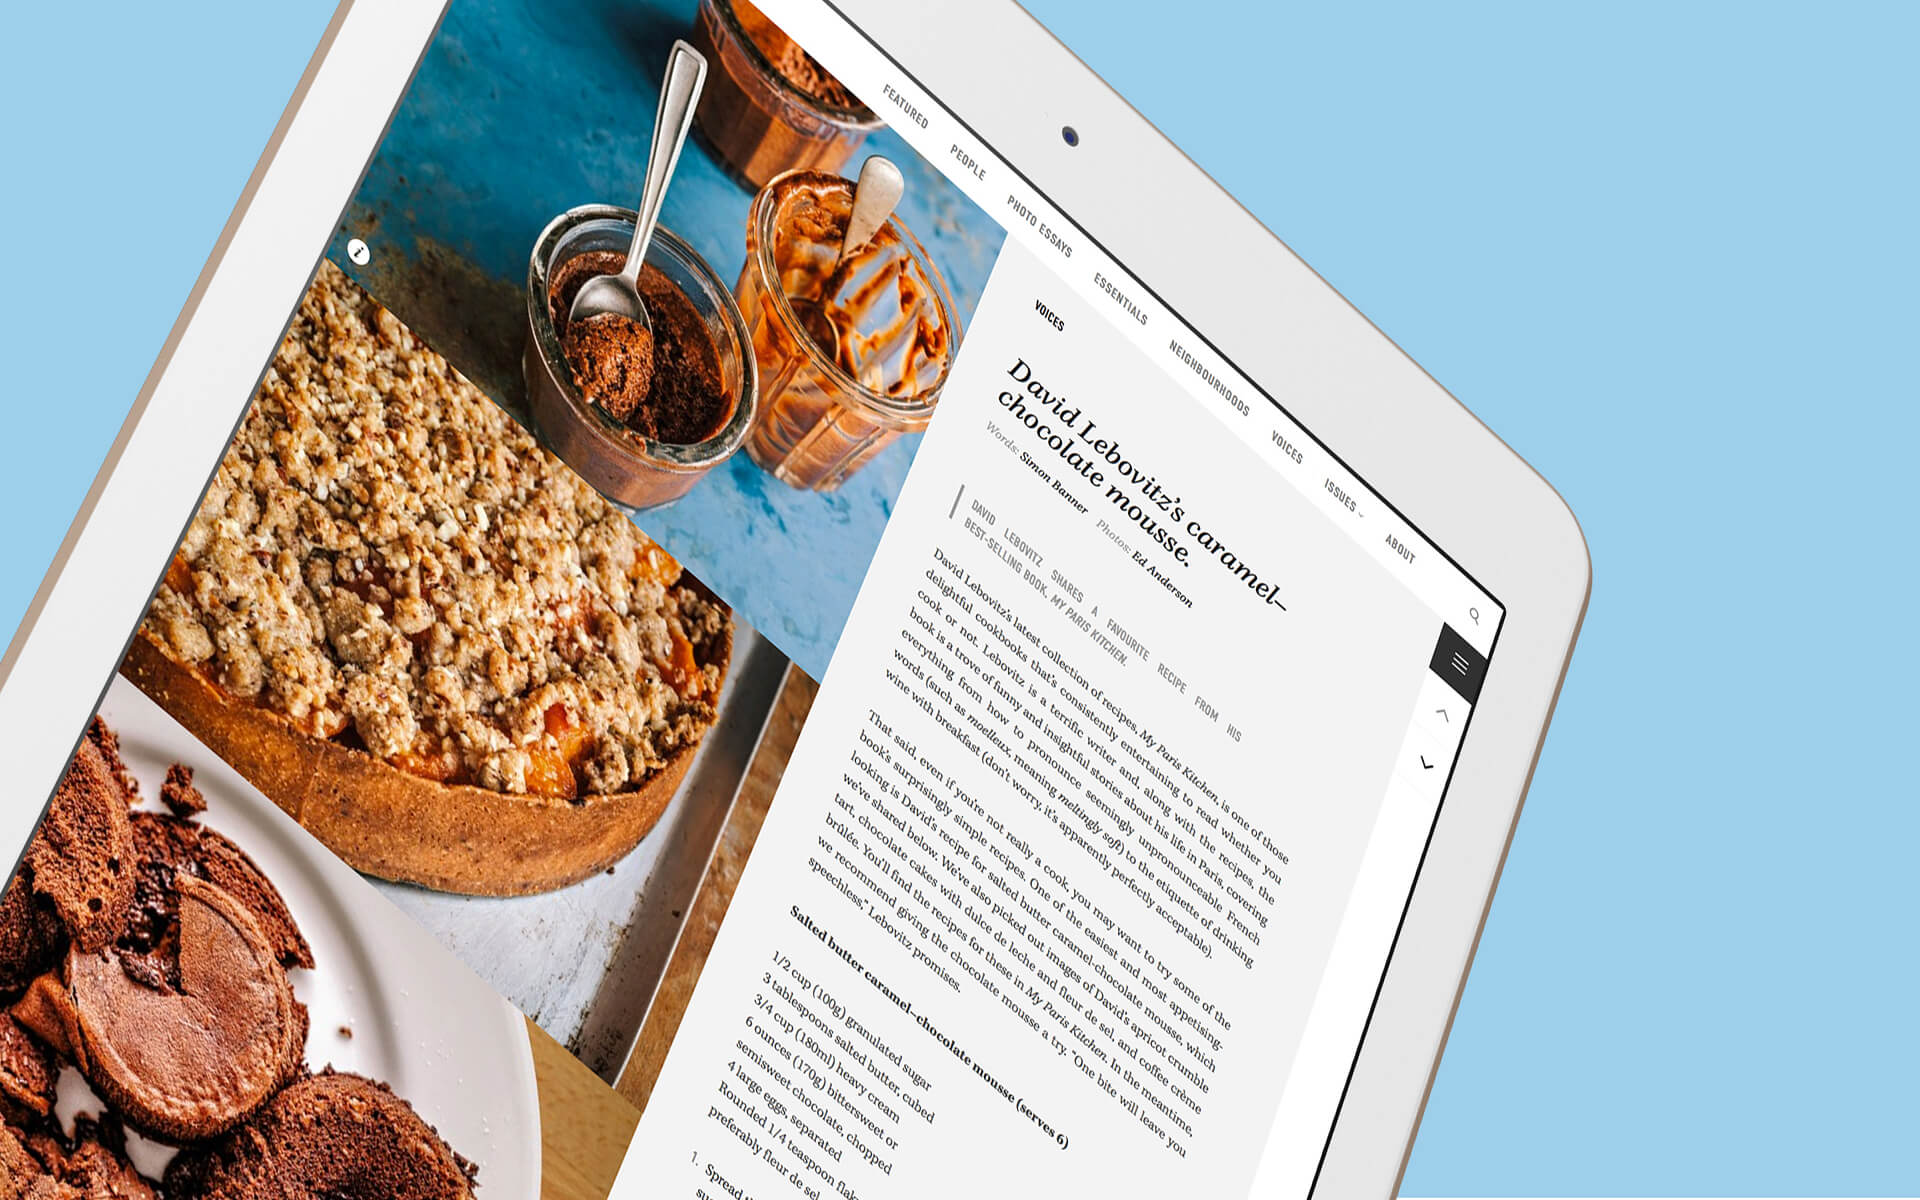 FEATURED
PEOPLE
PHOTO ESSAYS
ESSENTIALS
NEIGHBOURHOODS
VOICES
ISSUES
ABOUT
i
VOICES
David Lebovitz's caramel–
chocolate mousse.
Words: Simon Banner Photos: Ed Anderson
DAVID LEBOVITZ SHARES A FAVOURITE RECIPE FROM HIS
BEST-SELLING BOOK, MY PARIS KITCHEN.
David Lebovitz's latest collection of recipes, My Paris Kitchen, is one of those
delightful cookbooks that's consistently entertaining to read whether you
cook or not. Lebovitz is a terrific writer and, along with the recipes, the
book is a trove of funny and insightful stories about his life in Paris, covering
everything from how to pronounce seemingly unpronounceable French
words (such as moelleux, meaning meltingly soft) to the etiquette of drinking
wine with breakfast (don't worry, it's apparently perfectly acceptable).
That said, even if you're not really a cook, you may want to try some of the
book's surprisingly simple recipes. One of the easiest and most appetising-
looking is David's recipe for salted butter caramel-chocolate mousse, which
we've shared below. We've also picked out images of David's apricot crumble
tart, chocolate cakes with dulce de leche and fleur de sel, and coffee crème
brûlée. You'll find the recipes for these in My Paris Kitchen. In the meantime,
we recommend giving the chocolate mousse a try. "One bite will leave you
speechless," Lebovitz promises.
Salted butter caramel–chocolate mousse (serves 6)
1/2 cup (100g) granulated sugar
3 tablespoons salted butter, cubed
3/4 cup (180ml) heavy cream
6 ounces (170g) bittersweet or
semisweet chocolate, chopped
4 large eggs, separated
Rounded 1/4 teaspoon flak
preferably fleur de sel
1. Spread